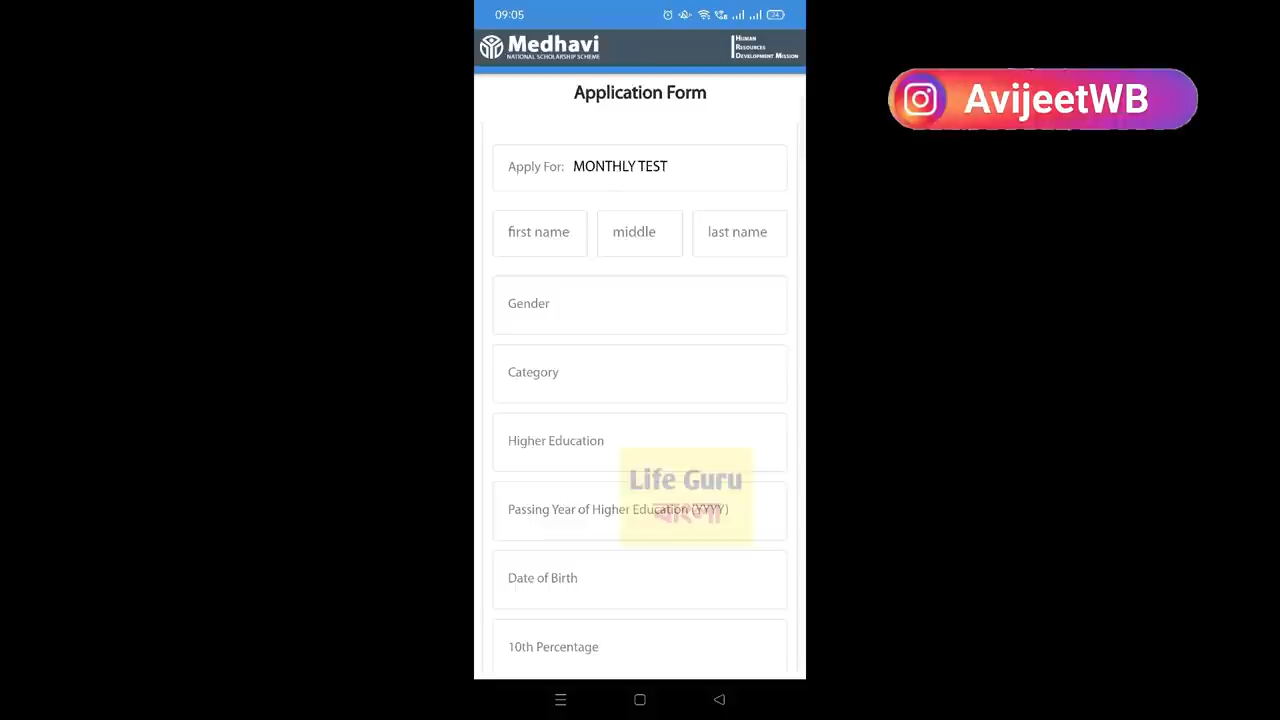 09:05
24
Medhavi
NATIONAL SCHOLARSHIP SCHEME
HUMAN
RESOURCES
DEVELOPMENT MISSION
AvijeetWB
Application Form
Apply For: MONTHLY TEST
first name middle last name
Gender
Category
Higher Education
Life Guru
বাংলা
Passing Year of Higher Education (YYYY)
Date of Birth
10th Percentage